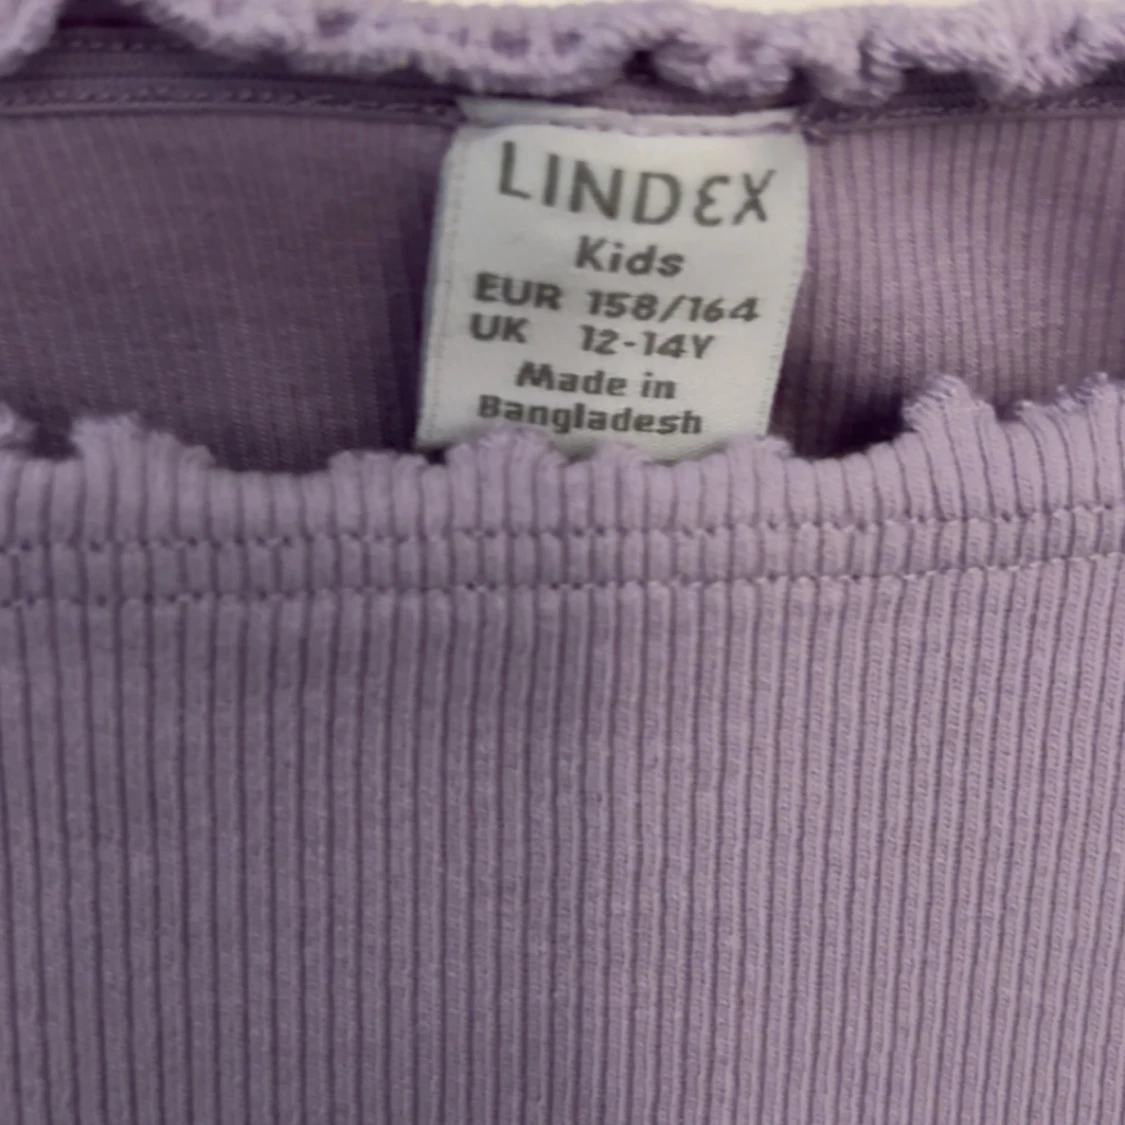 LINDEX
Kids
EUR 158/164
UK 12-14Y
Made in
Bangladesh